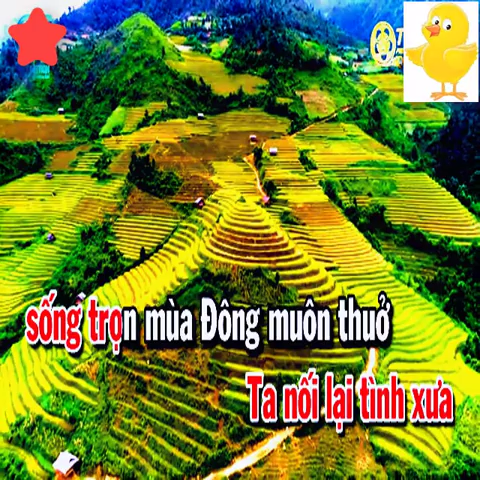 sống trọn mùa Đông muôn thuở
Ta nối lại tình xưa